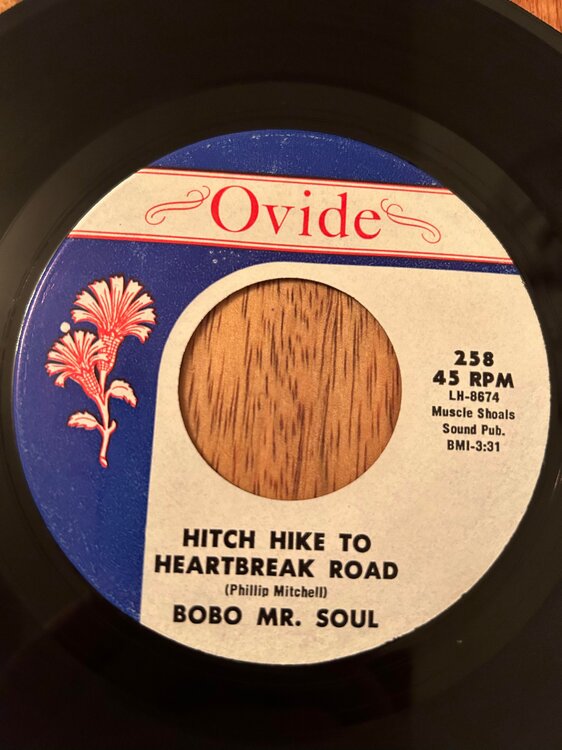 Ovide
258
45 RPM
LH-8674
Muscle Shoals
Sound Pub.
BMI-3:31
HITCH HIKE TO
HEARTBREAK ROAD
(Phillip Mitchell)
BOBO MR. SOUL